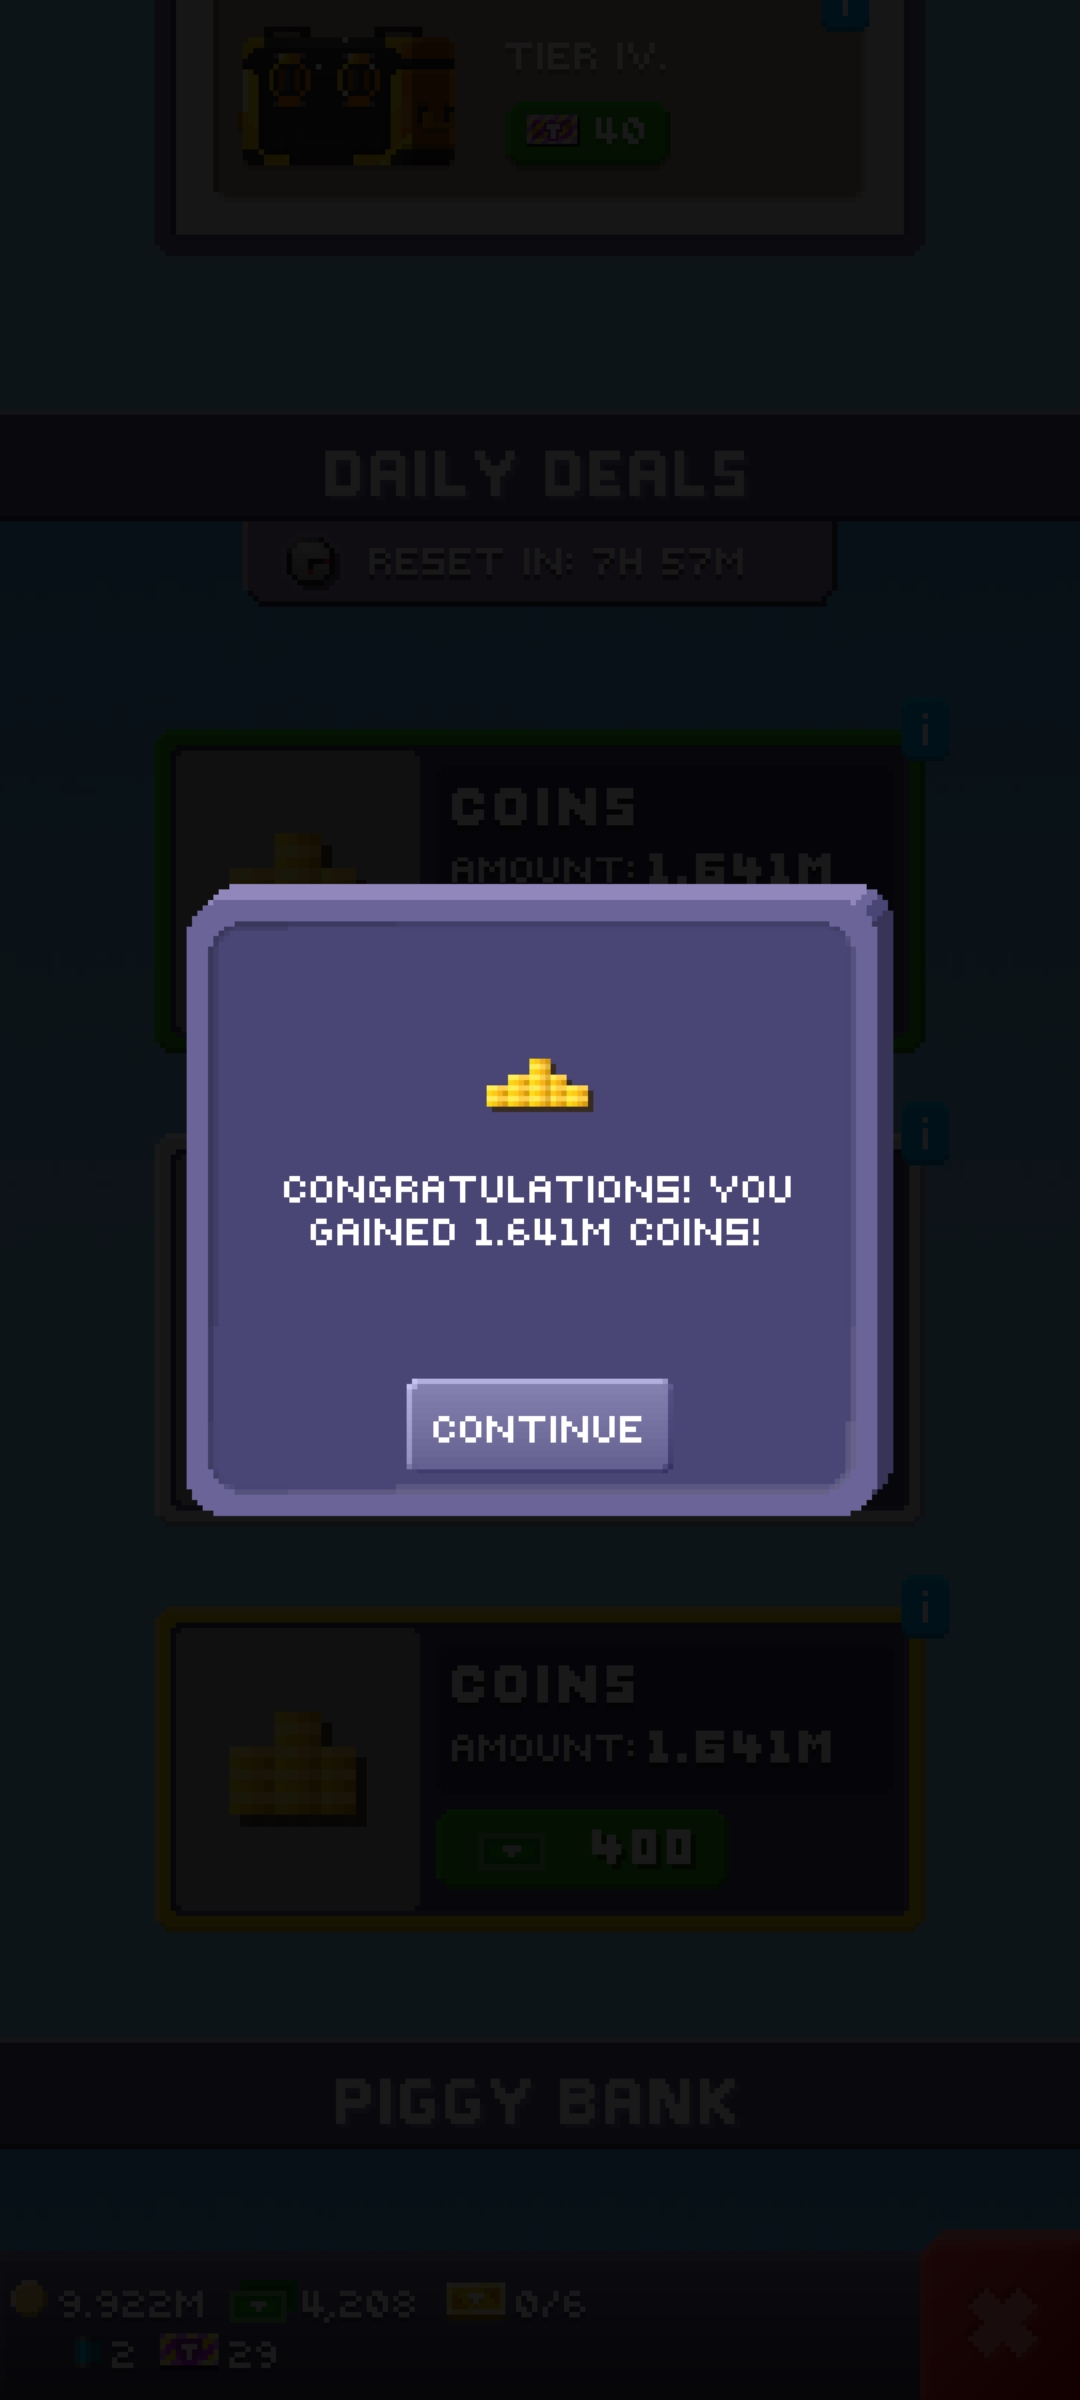 TIER IV.
40
DAILY DEALS
RESET IN: 7H 57M
i
COINS
AMOUNT: 1.641M
CONGRATULATIONS! YOU
GAINED 1.641M COINS!
i
CONTINUE
i
COINS
AMOUNT: 1.641M
400
PIGGY BANK
9.922M 4,208 0/6
2 29